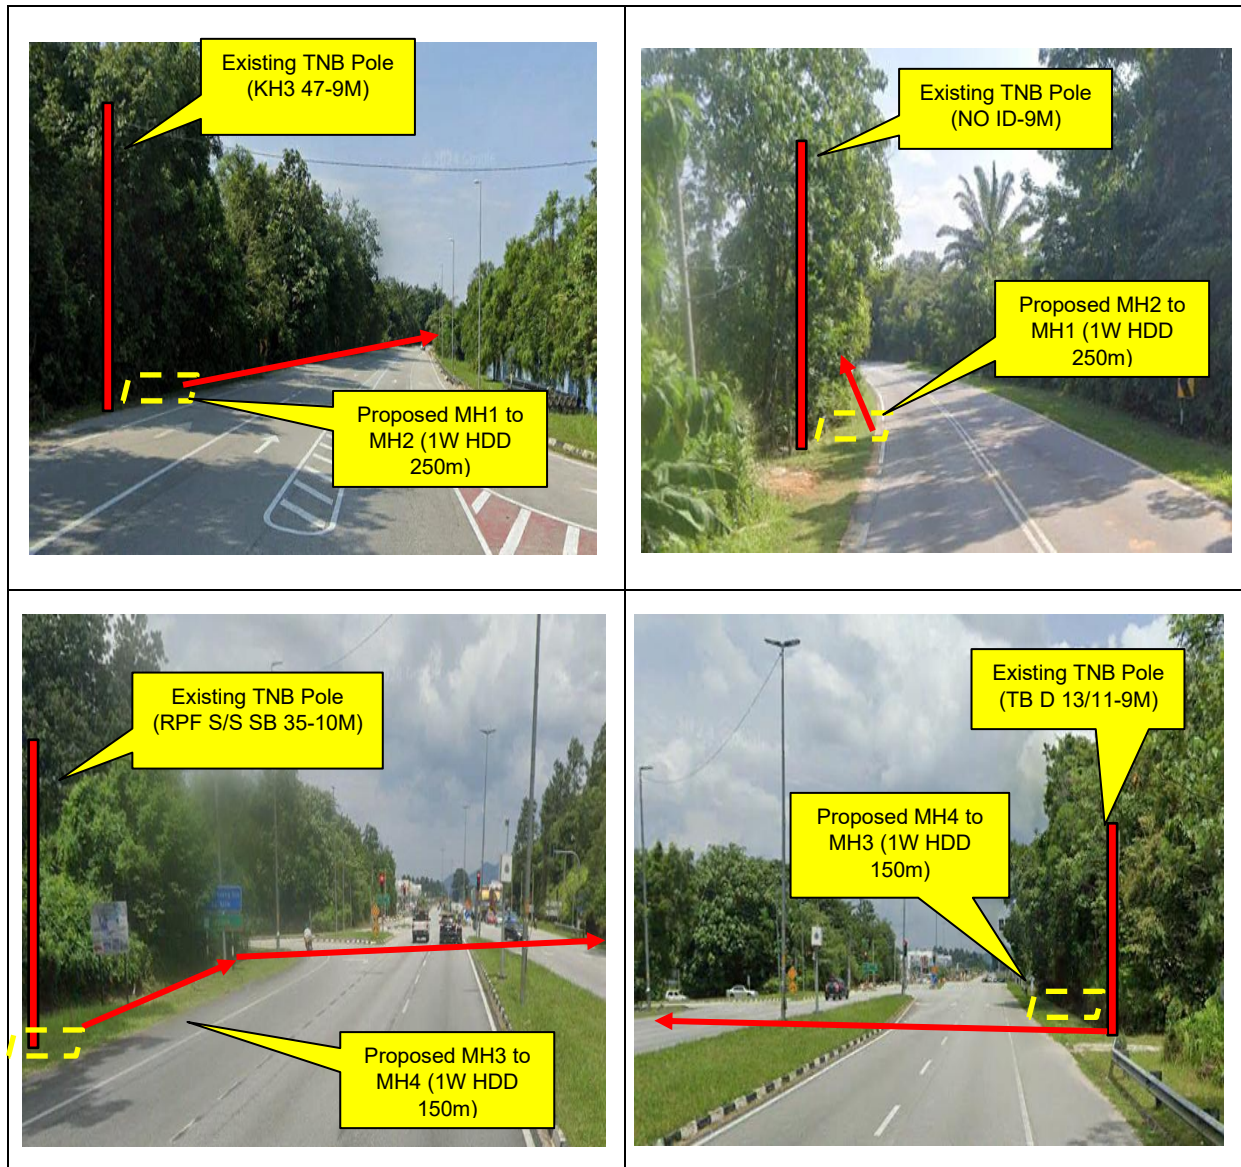 Existing TNB Pole
(KH3 47-9M)
Proposed MH1 to
MH2 (1W HDD
250m)
Existing TNB Pole
(NO ID-9M)
Proposed MH2 to
MH1 (1W HDD
250m)
Existing TNB Pole
(RPF S/S SB 35-10M)
Proposed MH3 to
MH4 (1W HDD
150m)
Existing TNB Pole
(TB D 13/11-9M)
Proposed MH4 to
MH3 (1W HDD
150m)